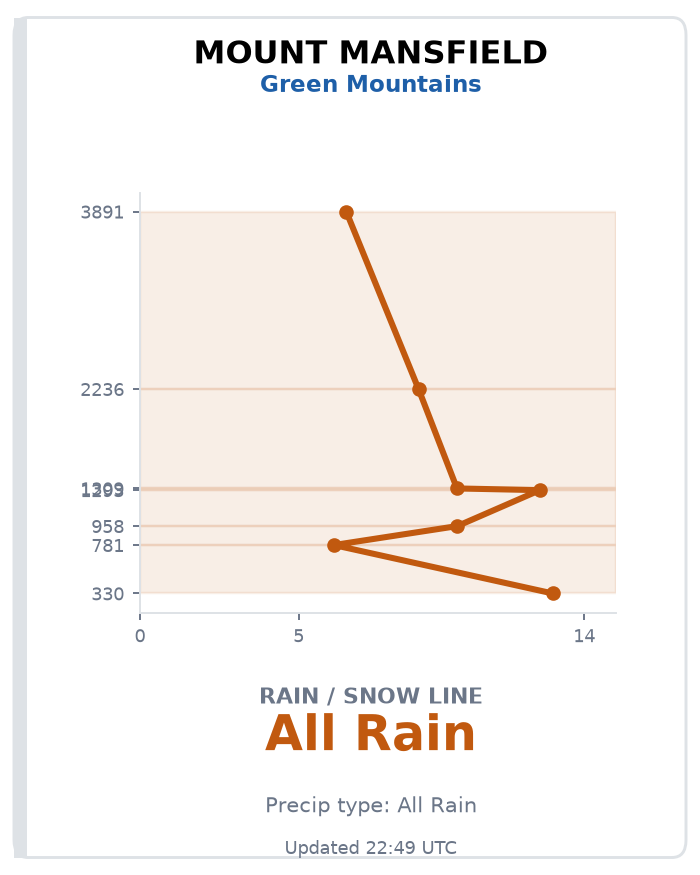 MOUNT MANSFIELD
Green Mountains
3891
2236
958
781
330
0 5 14
RAIN / SNOW LINE
All Rain
Precip type: All Rain
Updated 22:49 UTC